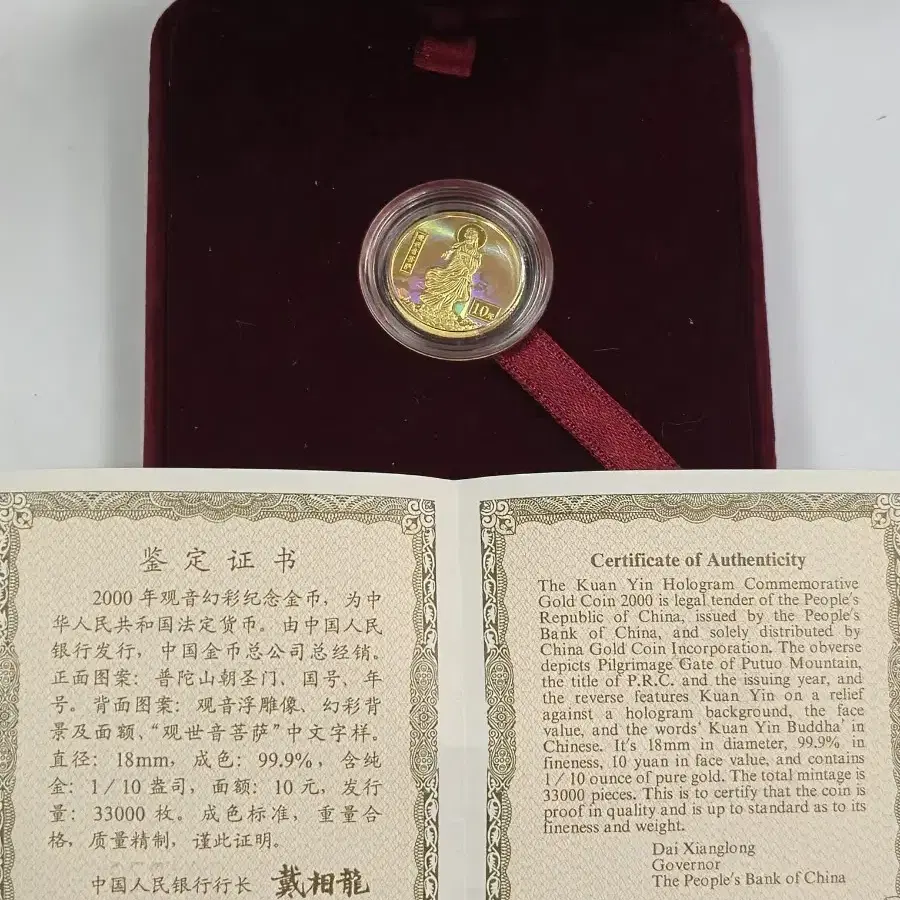 10元
鉴定证书
2000年观音幻彩纪念金币，为中
华人民共和国法定货币。由中国人民
银行发行，中国金币总公司总经销。
正面图案：普陀山朝圣门、国号、年
号。背面图案：观音浮雕像、幻彩背
景及面额、“观世音菩萨”中文字样。
直径：18mm，成色：99.9%，含纯
金：1/10盎司，面额：10元，发行
量：33000枚。成色标准，重量合
格，质量精制，谨此证明。
中国人民银行行长 戴相龍
Certificate of Authenticity
The Kuan Yin Hologram Commemorative
Gold Coin 2000 is legal tender of the People's
Republic of China, issued by the People's
Bank of China, and solely distributed by
China Gold Coin Incorporation. The obverse
depicts Pilgrimage Gate of Putuo Mountain,
the title of P.R.C. and the issuing year, and
the reverse features Kuan Yin on a relief
against a hologram background, the face
value, and the words' Kuan Yin Buddha' in
Chinese. It's 18mm in diameter, 99.9% in
fineness, 10 yuan in face value, and contains
1/10 ounce of pure gold. The total mintage is
33000 pieces. This is to certify that the coin is
proof in quality and is up to standard as to its
fineness and weight.
Dai Xianglong
Governor
The People's Bank of China